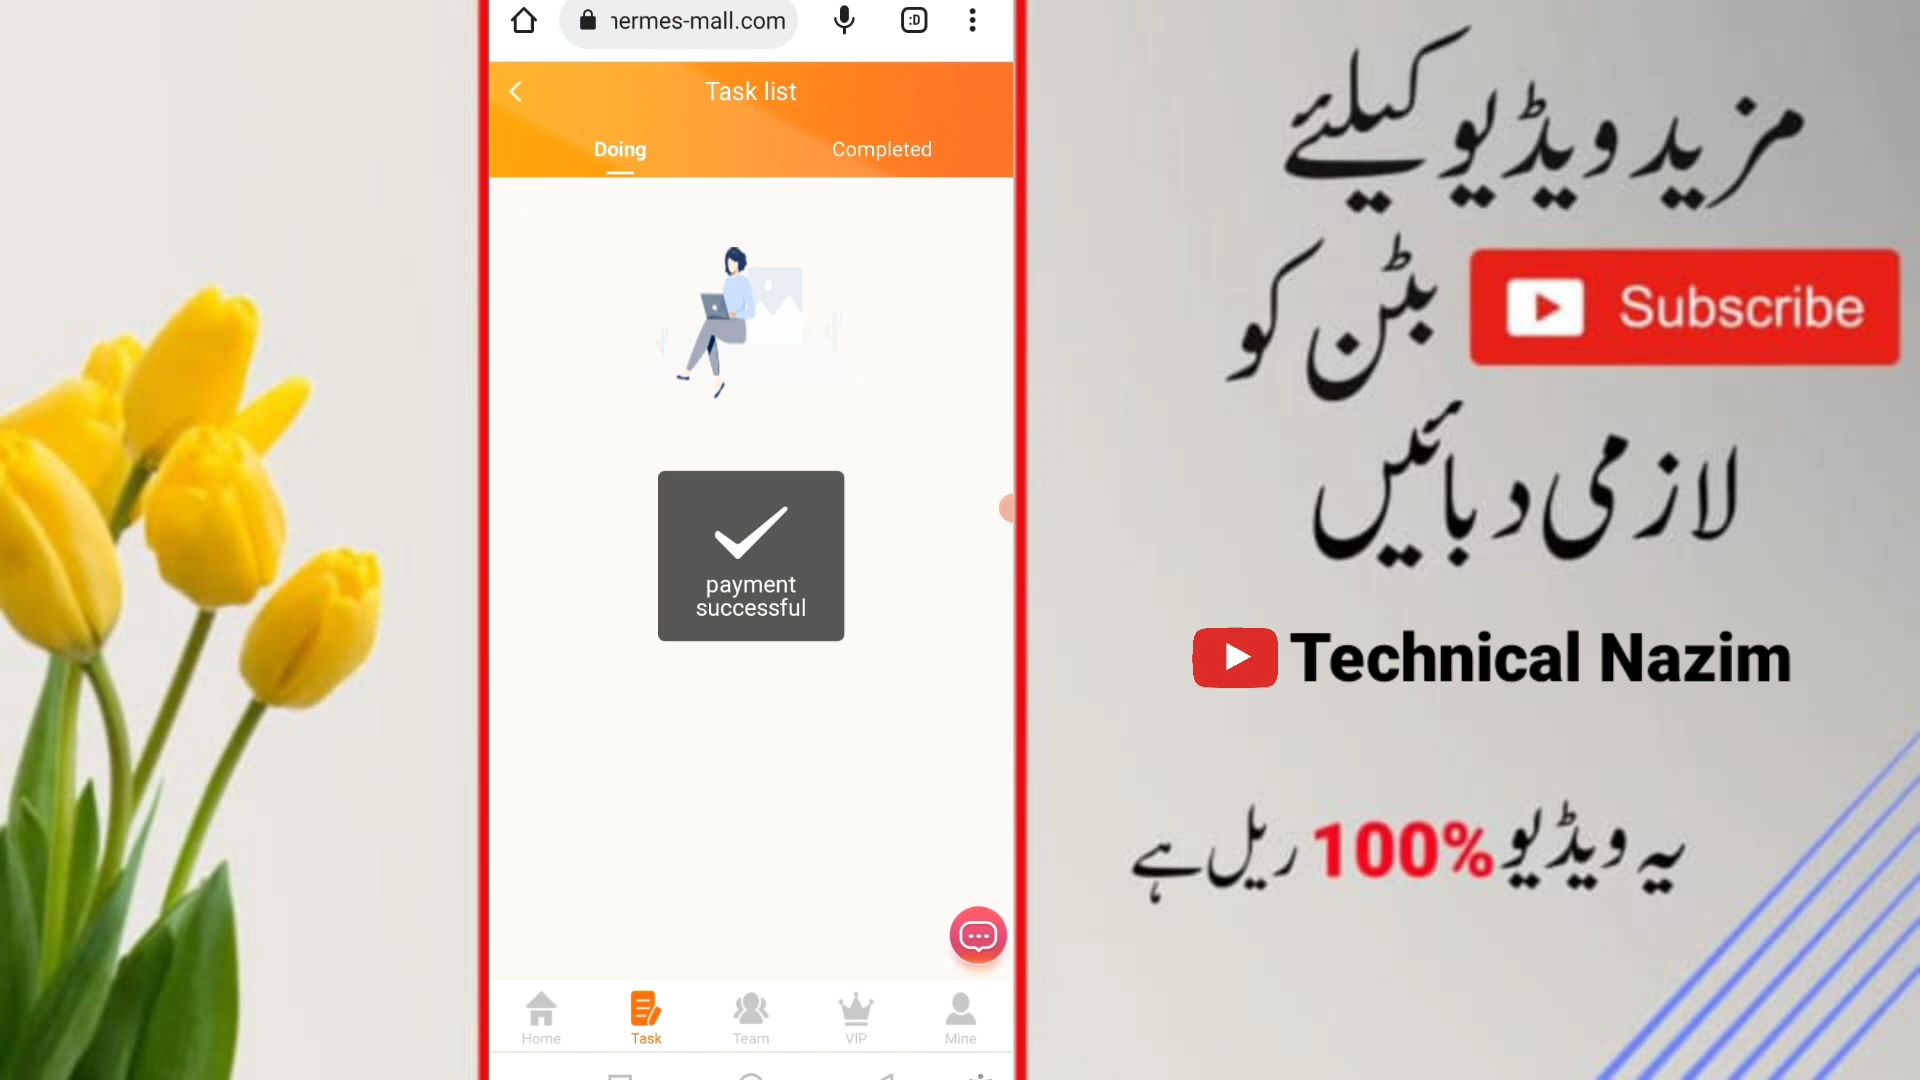 hermes-mall.com
Task list
Doing
Completed
payment
successful
Home
Task
Team
VIP
Mine
مزید ویڈیو کیلئے
Subscribe بٹن کو
لازمی دبائیں
Technical Nazim
یہ ویڈیو 100% ریل ہے